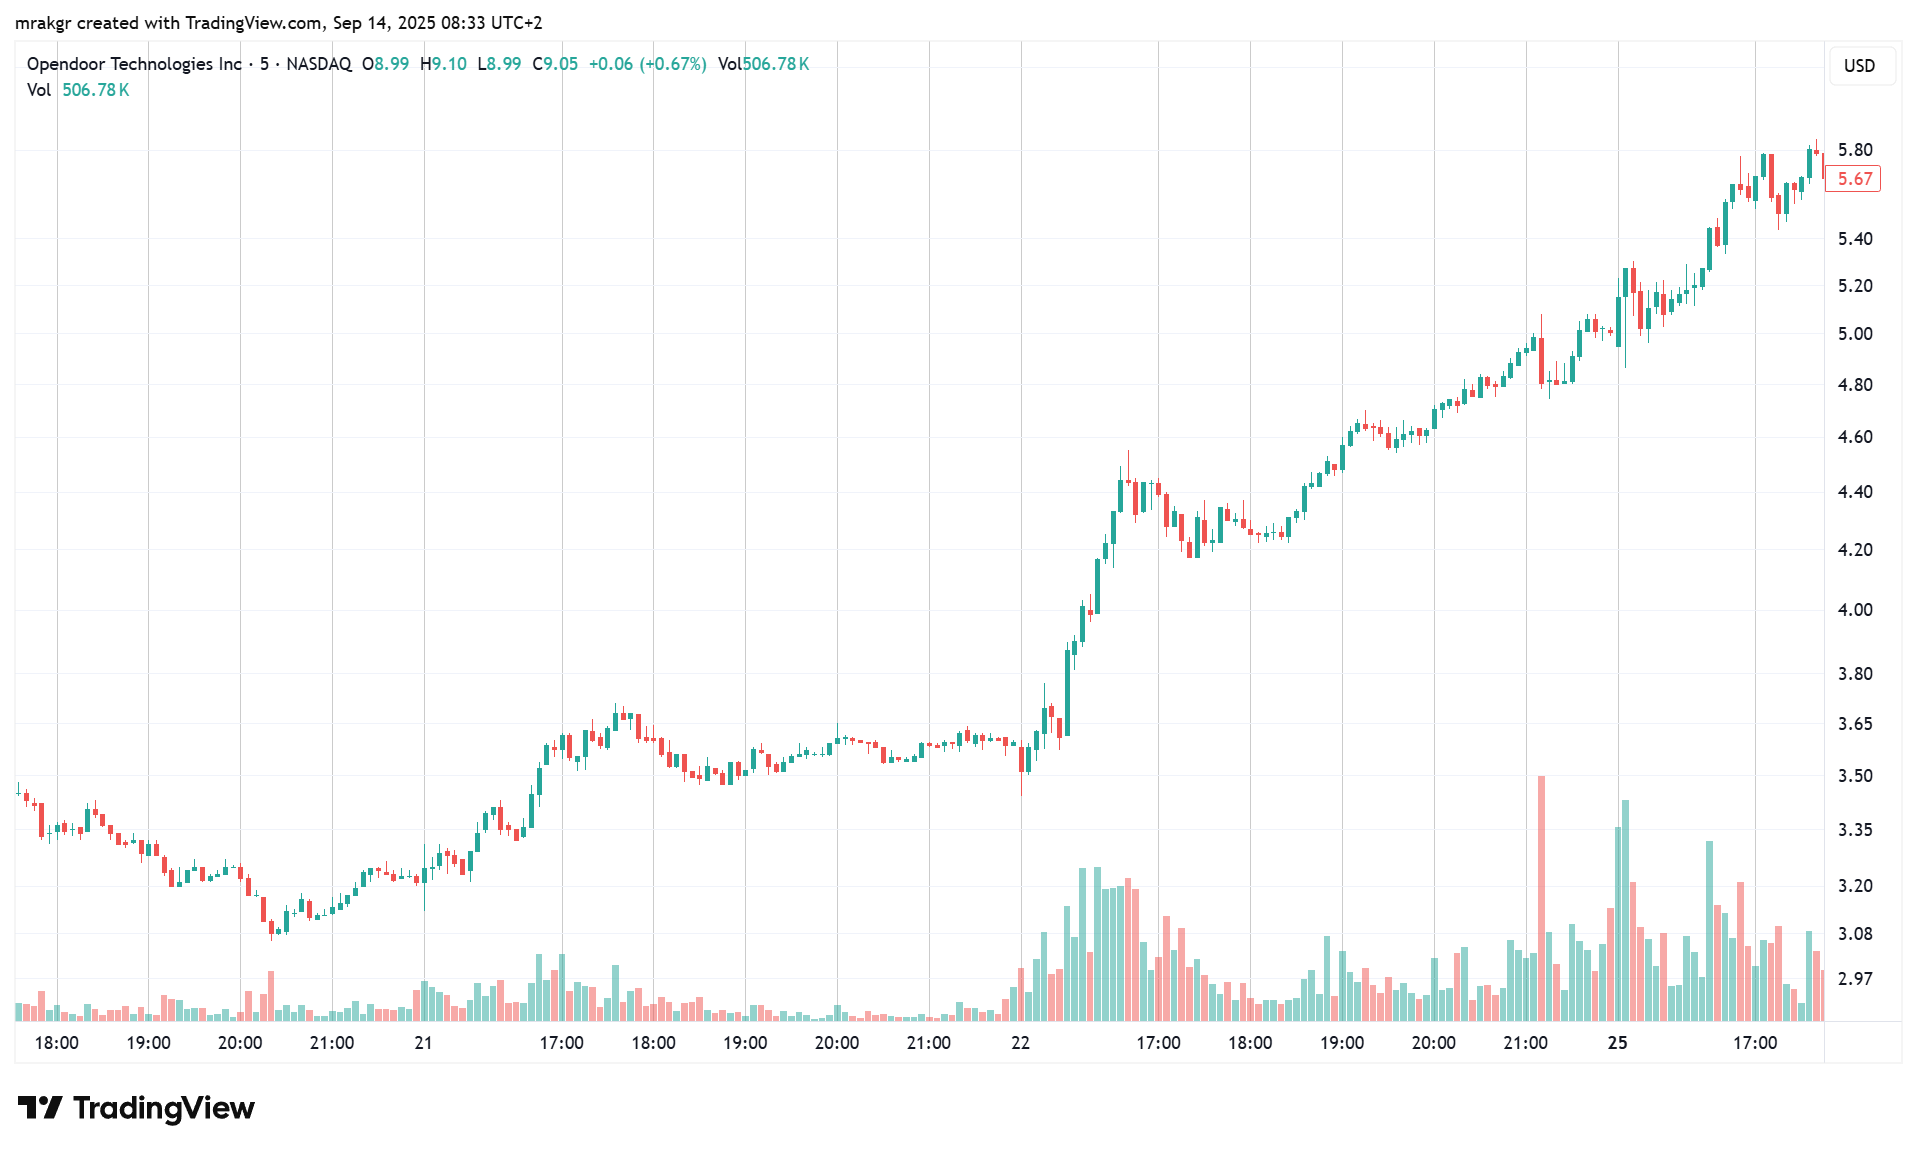 mrakgr created with TradingView.com, Sep 14, 2025 08:33 UTC+2
Opendoor Technologies Inc · 5 · NASDAQ O8.99 H9.10 L8.99 C9.05 +0.06 (+0.67%) Vol506.78K
Vol 506.78K
USD
5.80
5.67
5.40
5.20
5.00
4.80
4.60
4.40
4.20
4.00
3.80
3.65
3.50
3.35
3.20
3.08
2.97
18:00 19:00 20:00 21:00 21 17:00 18:00 19:00 20:00 21:00 22 17:00 18:00 19:00 20:00 21:00 25 17:00
TradingView